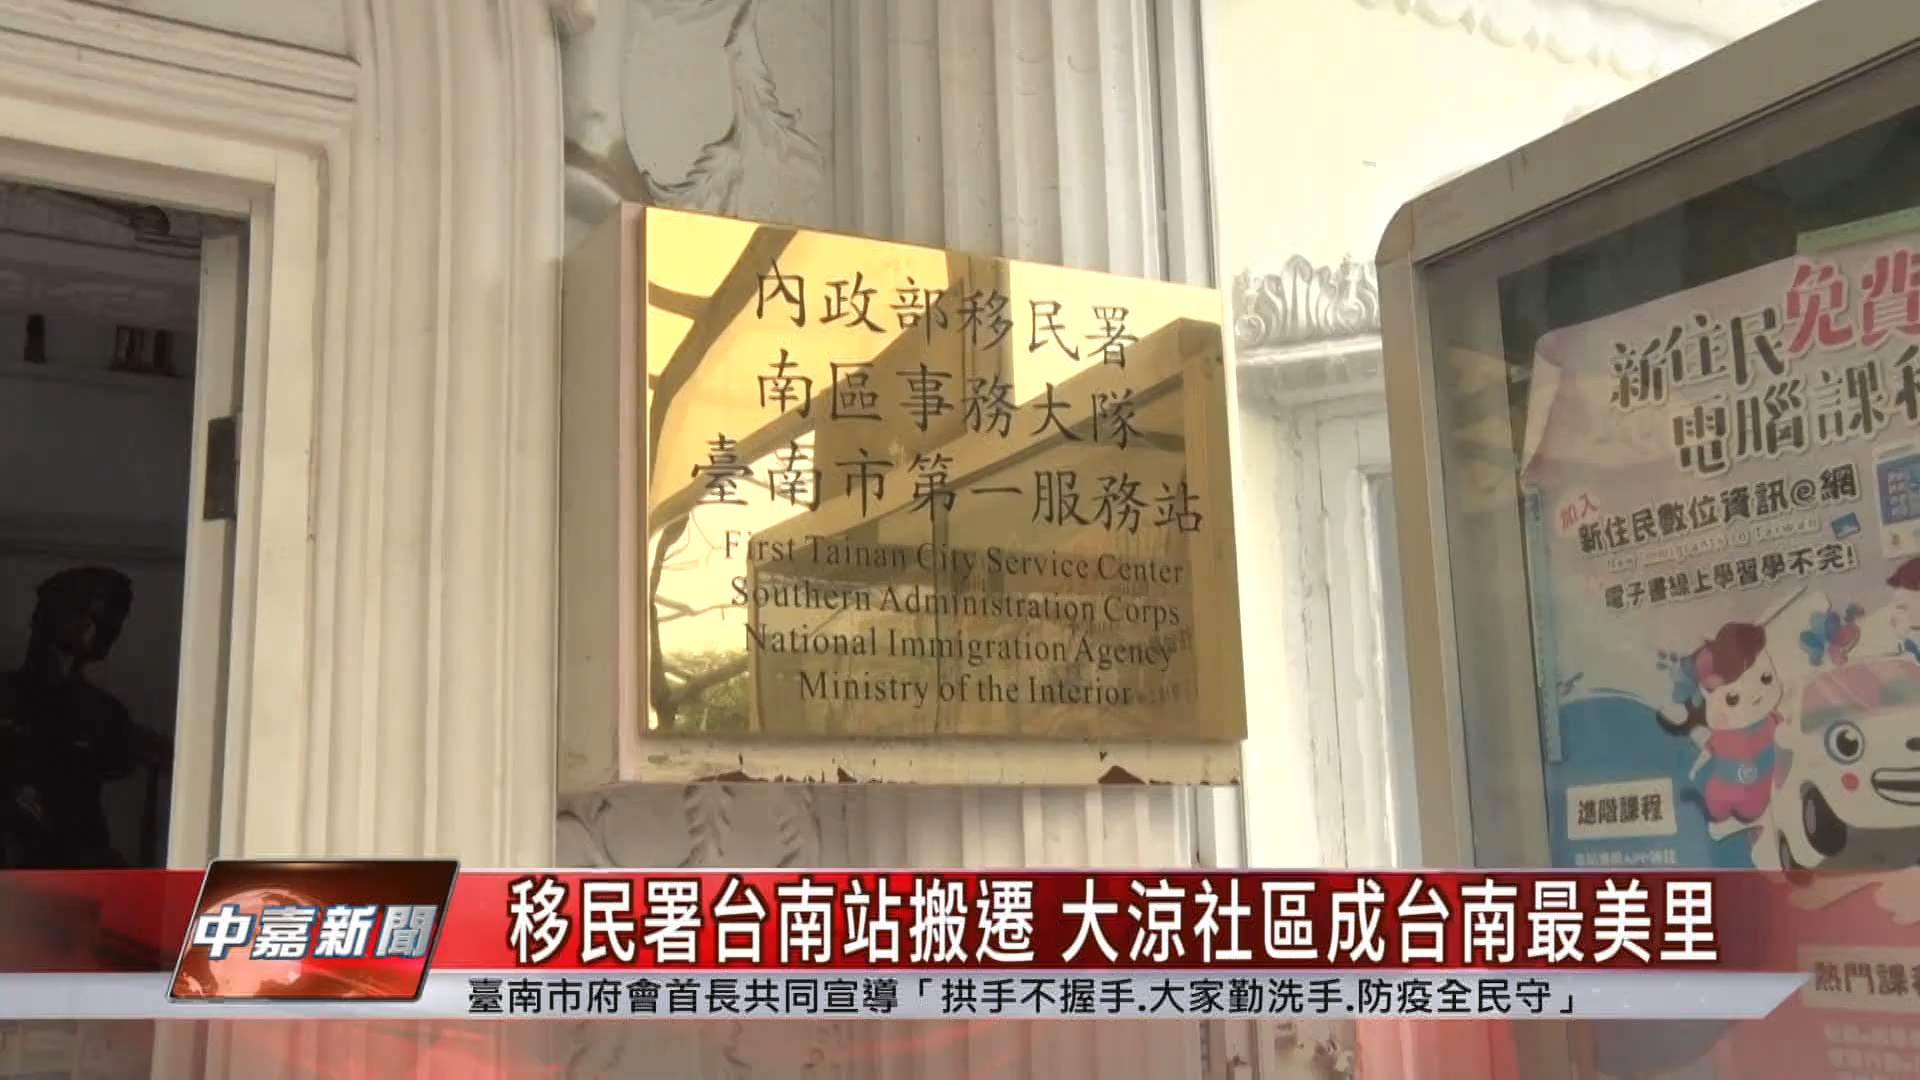 內政部移民署
南區事務大隊
臺南市第一服務站
First Tainan City Service Center
Southern Administration Corps
National Immigration Agency
Ministry of the Interior
新住民免費
電腦課程
加入
新住民數位資訊@網
New Immigrants in Taiwan
電子書線上學習學不完!
進階課程
熱門課
中嘉新聞
移民署台南站搬遷 大涼社區成台南最美里
臺南市府會首長共同宣導「拱手不握手.大家勤洗手.防疫全民守」